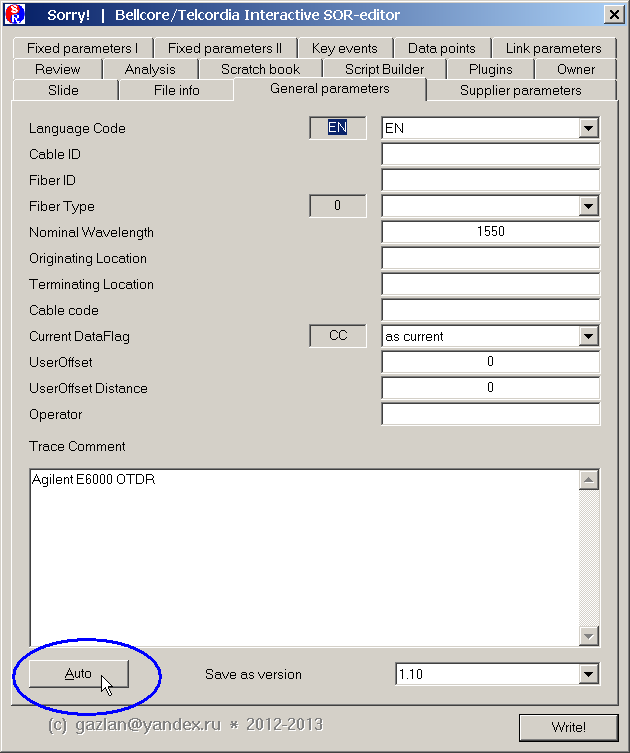 SR Sorry! | Bellcore/Telcordia Interactive SOR-editor
Fixed parameters I Fixed parameters II Key events Data points Link parameters
Review Analysis Scratch book Script Builder Plugins Owner
Slide File info General parameters Supplier parameters
Language Code EN EN
Cable ID
Fiber ID
Fiber Type 0
Nominal Wavelength 1550
Originating Location
Terminating Location
Cable code
Current DataFlag CC as current
UserOffset 0
UserOffset Distance 0
Operator
Trace Comment
Agilent E6000 OTDR
Auto Save as version 1.10
(c) gazlan@yandex.ru * 2012-2013
Write!